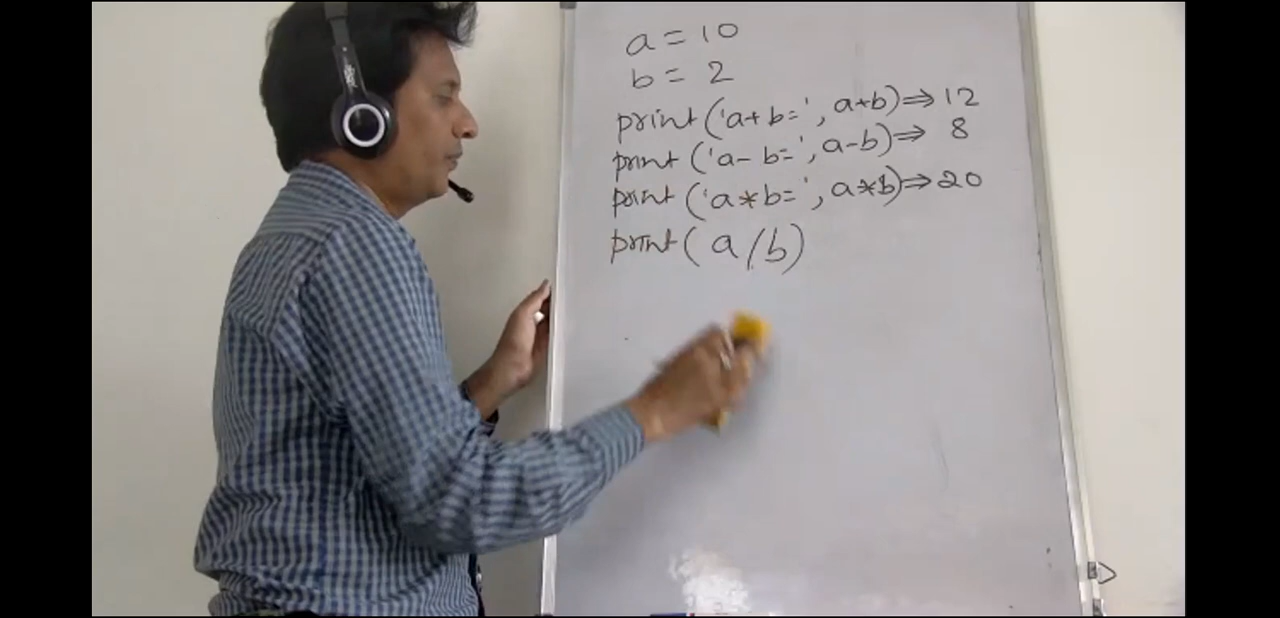 a = 10
b = 2
print('a+b=', a+b)⇒12
print('a-b=', a-b)⇒ 8
print('a*b=', a*b)⇒20
print(a/b)